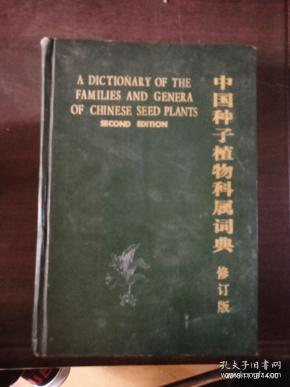 A DICTIONARY OF THE
FAMILIES AND GENERA
OF CHINESE SEED PLANTS
SECOND EDITION
中国种子植物科属词典
修订版
孔夫子旧书网